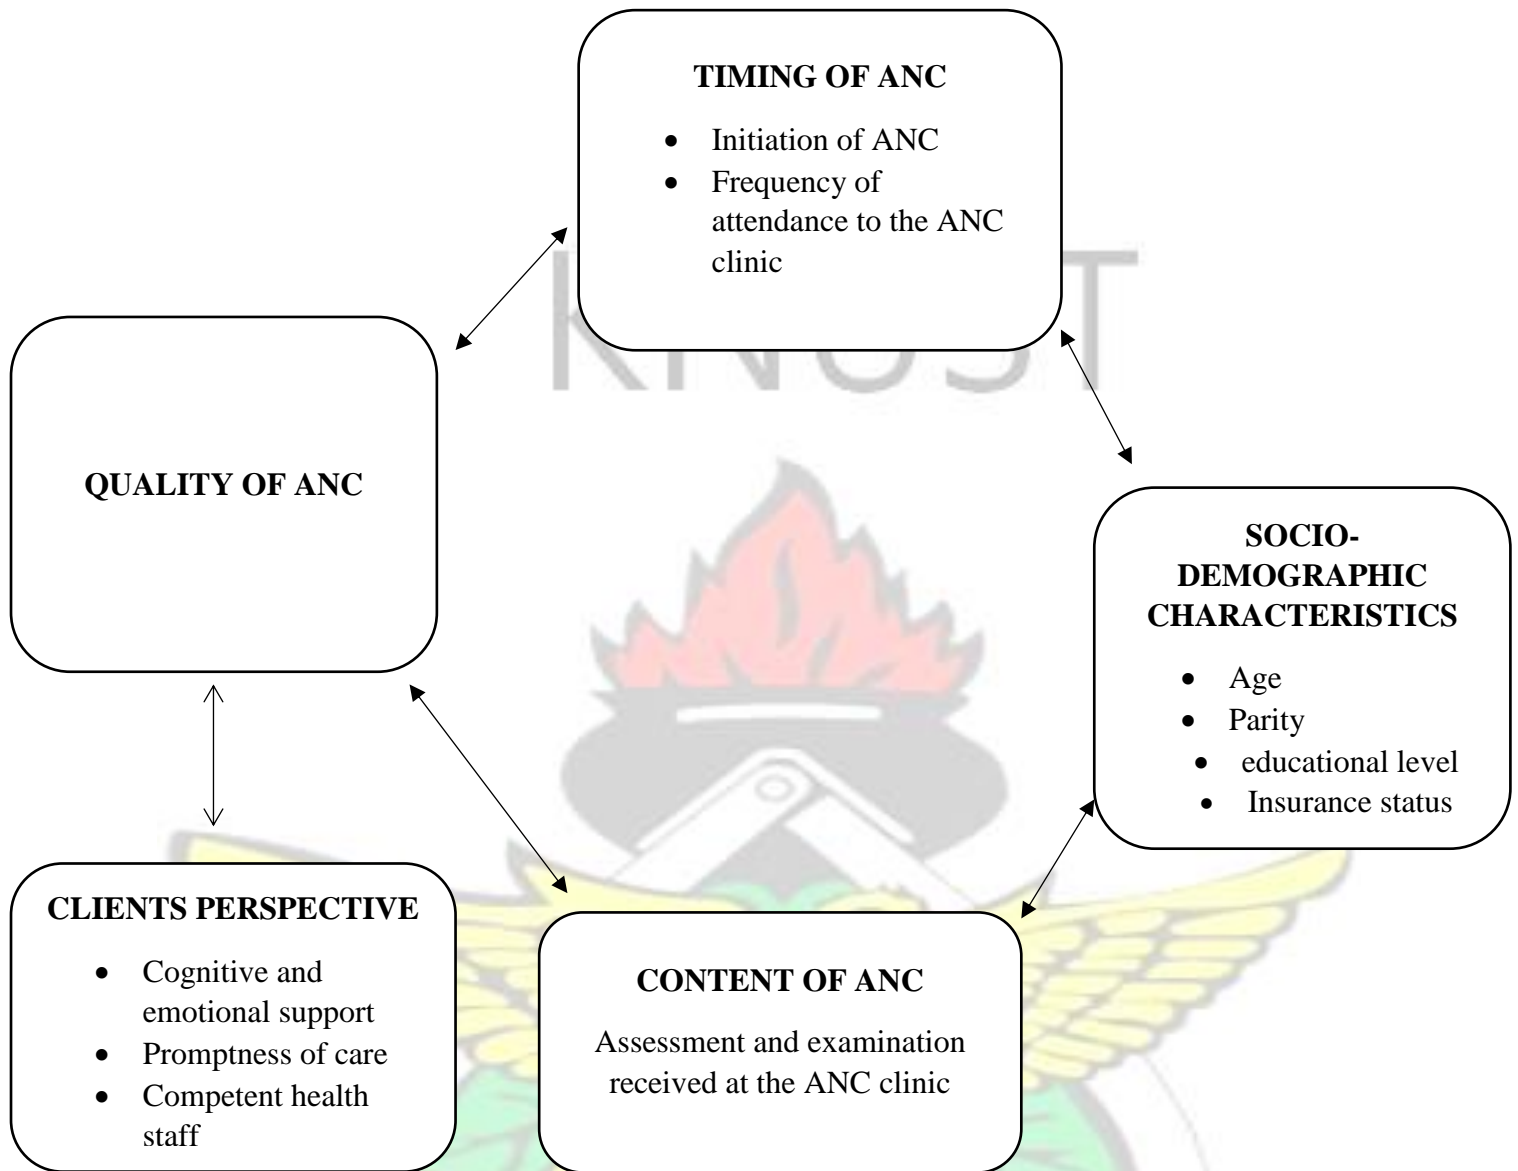 TIMING OF ANC
• Initiation of ANC
• Frequency of
attendance to the ANC
clinic
KNUST
QUALITY OF ANC
SOCIO-
DEMOGRAPHIC
CHARACTERISTICS
• Age
• Parity
• educational level
• Insurance status
CLIENTS PERSPECTIVE
• Cognitive and
emotional support
• Promptness of care
• Competent health
staff
CONTENT OF ANC
Assessment and examination
received at the ANC clinic